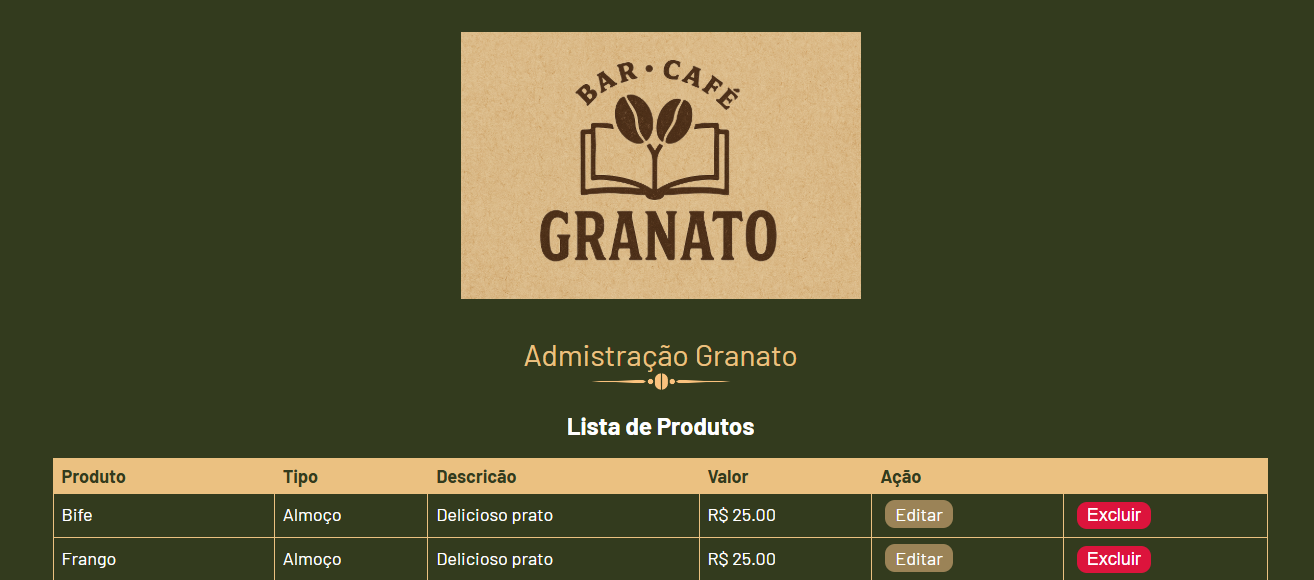 BAR • CAFÉ
GRANATO
Admistração Granato
Lista de Produtos
Produto Tipo Descricão Valor Ação
Bife Almoço Delicioso prato R$ 25.00 Editar Excluir
Frango Almoço Delicioso prato R$ 25.00 Editar Excluir